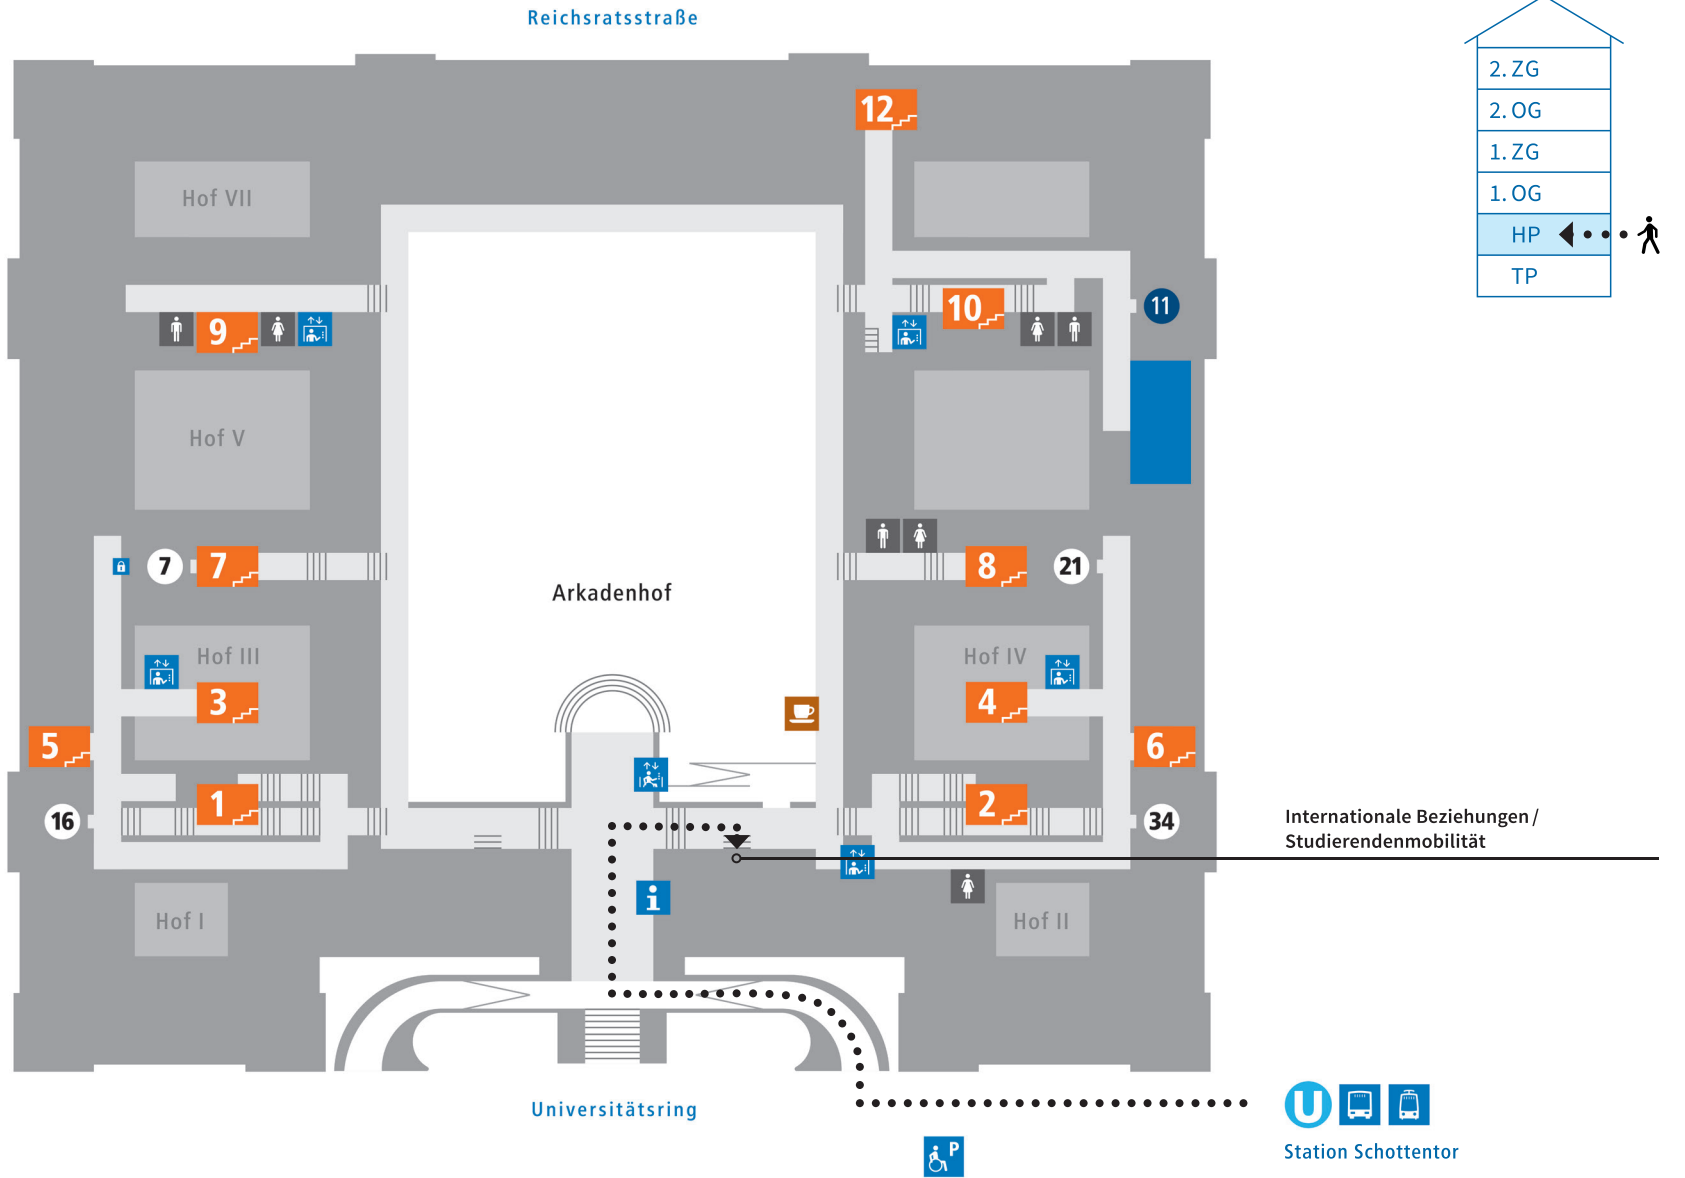 Reichsratsstraße
2. ZG
2. OG
1. ZG
1. OG
HP
TP
12
Hof VII
9
10
11
Hof V
7
7
8
21
Arkadenhof
Hof III
Hof IV
3
4
5
6
1
2
16
34
Internationale Beziehungen /
Studierendenmobilität
i
Hof I
Hof II
Universitätsring
U
P
Station Schottentor